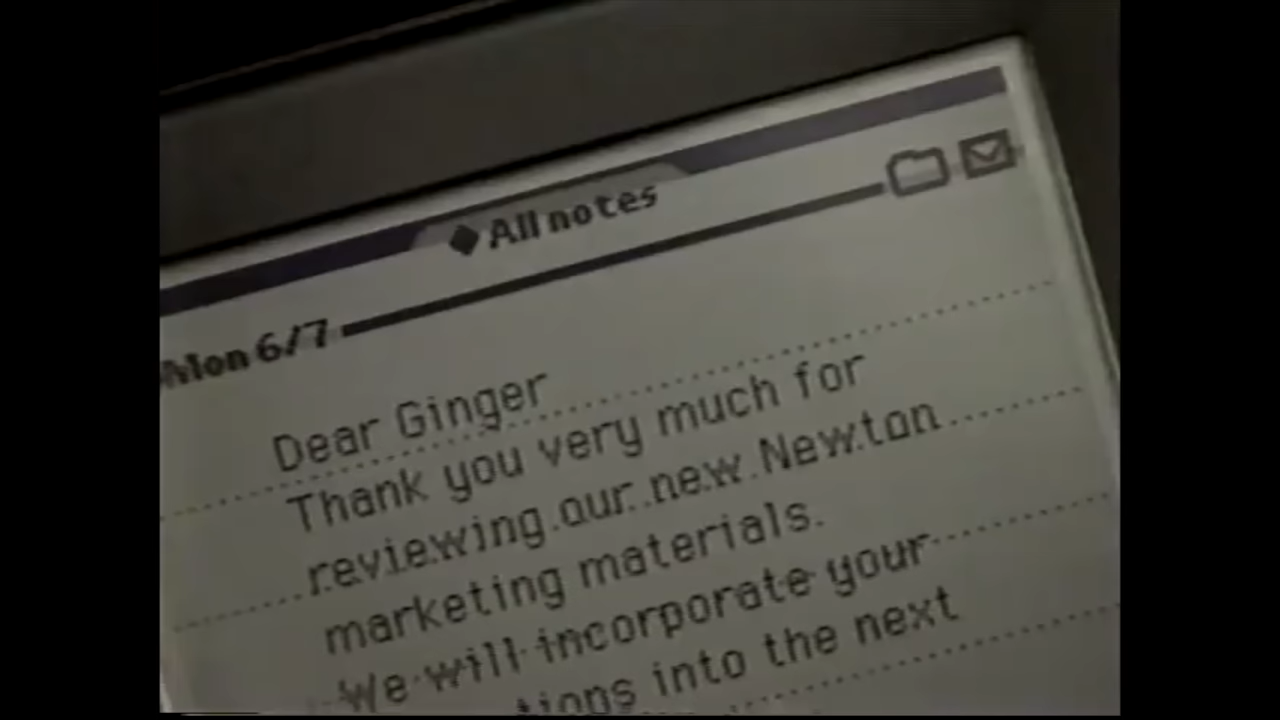 All notes
Mon 6/7
Dear Ginger
Thank you very much for
reviewing our new Newton
marketing materials.
We will incorporate your
into the next